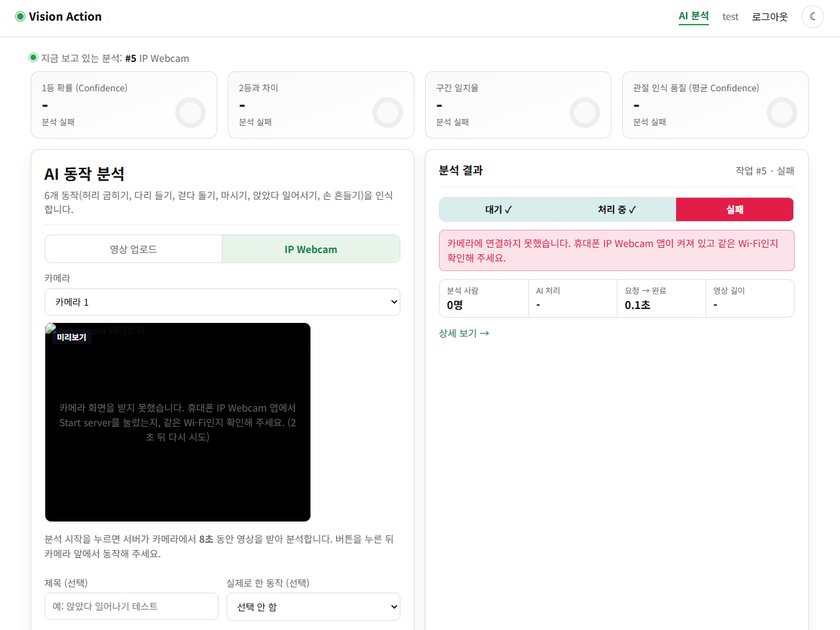 Vision Action
AI 분석
test
로그아웃
지금 보고 있는 분석: #5 IP Webcam
1등 확률 (Confidence)
-
분석 실패
2등과 차이
-
분석 실패
구간 일치율
-
분석 실패
관절 인식 품질 (평균 Confidence)
-
분석 실패
AI 동작 분석
6개 동작(허리 굽히기, 다리 들기, 걷다 돌기, 마시기, 앉았다 일어서기, 손 흔들기)을 인식
합니다.
영상 업로드
IP Webcam
카메라
카메라 1
미리보기
카메라 화면을 받지 못했습니다. 휴대폰 IP Webcam 앱에서
Start server를 눌렀는지, 같은 Wi-Fi인지 확인해 주세요. (2
초 뒤 다시 시도)
분석 시작을 누르면 서버가 카메라에서 8초 동안 영상을 받아 분석합니다. 버튼을 누른 뒤
카메라 앞에서 동작해 주세요.
제목 (선택)
예: 앉았다 일어나기 테스트
실제로 한 동작 (선택)
선택 안 함
분석 결과
작업 #5 · 실패
대기 ✓
처리 중 ✓
실패
카메라에 연결하지 못했습니다. 휴대폰 IP Webcam 앱이 켜져 있고 같은 Wi-Fi인지
확인해 주세요.
분석 사람
0명
AI 처리
-
요청 → 완료
0.1초
영상 길이
-
상세 보기 →